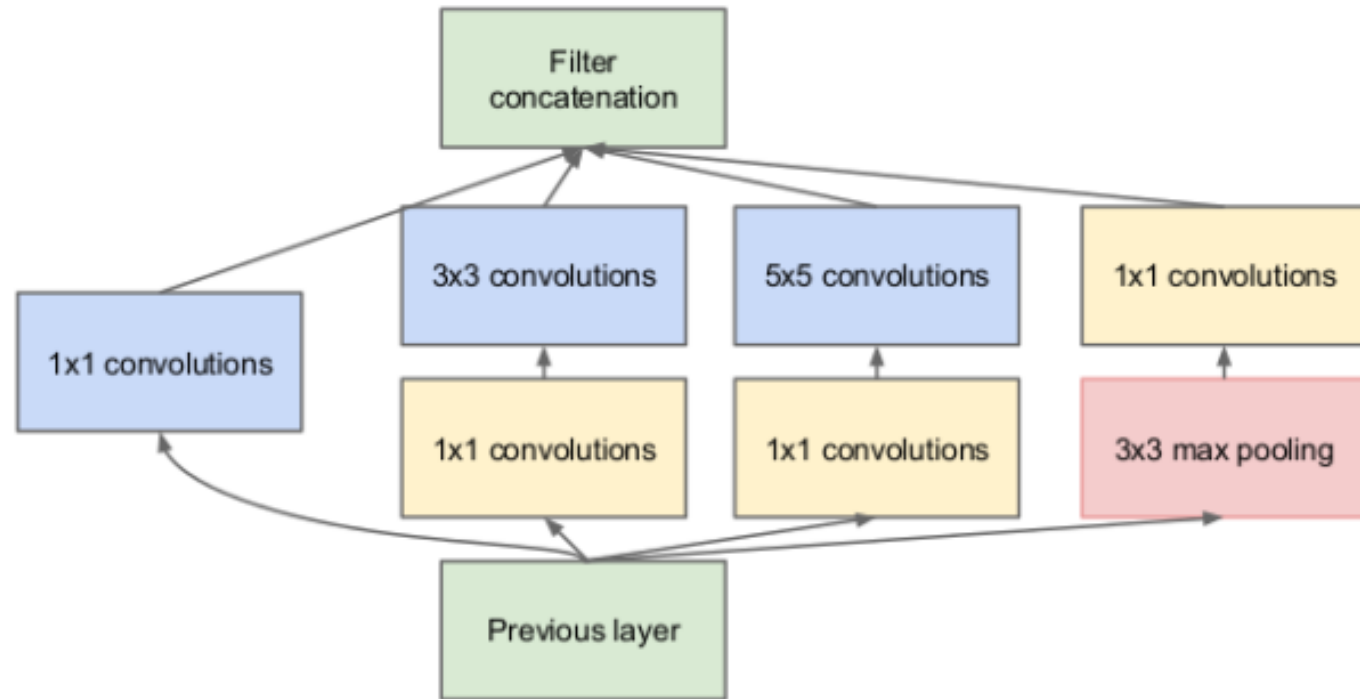 Filter
concatenation
3x3 convolutions
5x5 convolutions
1x1 convolutions
1x1 convolutions
1x1 convolutions
1x1 convolutions
3x3 max pooling
Previous layer